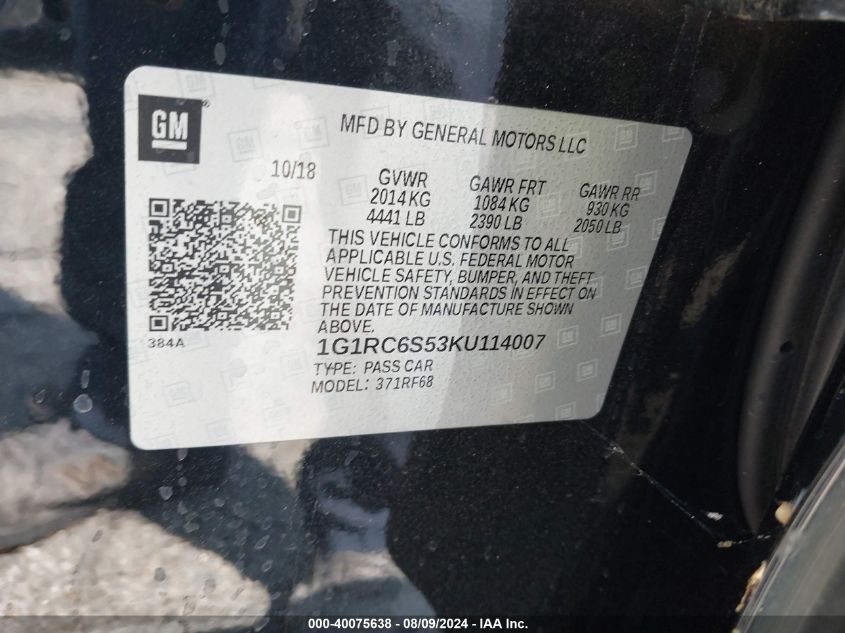 GM ®
MFD BY GENERAL MOTORS LLC
10/18
GVWR GAWR FRT GAWR RR
2014 KG 1084 KG 930 KG
4441 LB 2390 LB 2050 LB
THIS VEHICLE CONFORMS TO ALL
APPLICABLE U.S. FEDERAL MOTOR
VEHICLE SAFETY, BUMPER, AND THEFT
PREVENTION STANDARDS IN EFFECT ON
THE DATE OF MANUFACTURE SHOWN
ABOVE.
384A
1G1RC6S53KU114007
TYPE: PASS CAR
MODEL: 371RF68
000-40075638 - 08/09/2024 - IAA Inc.